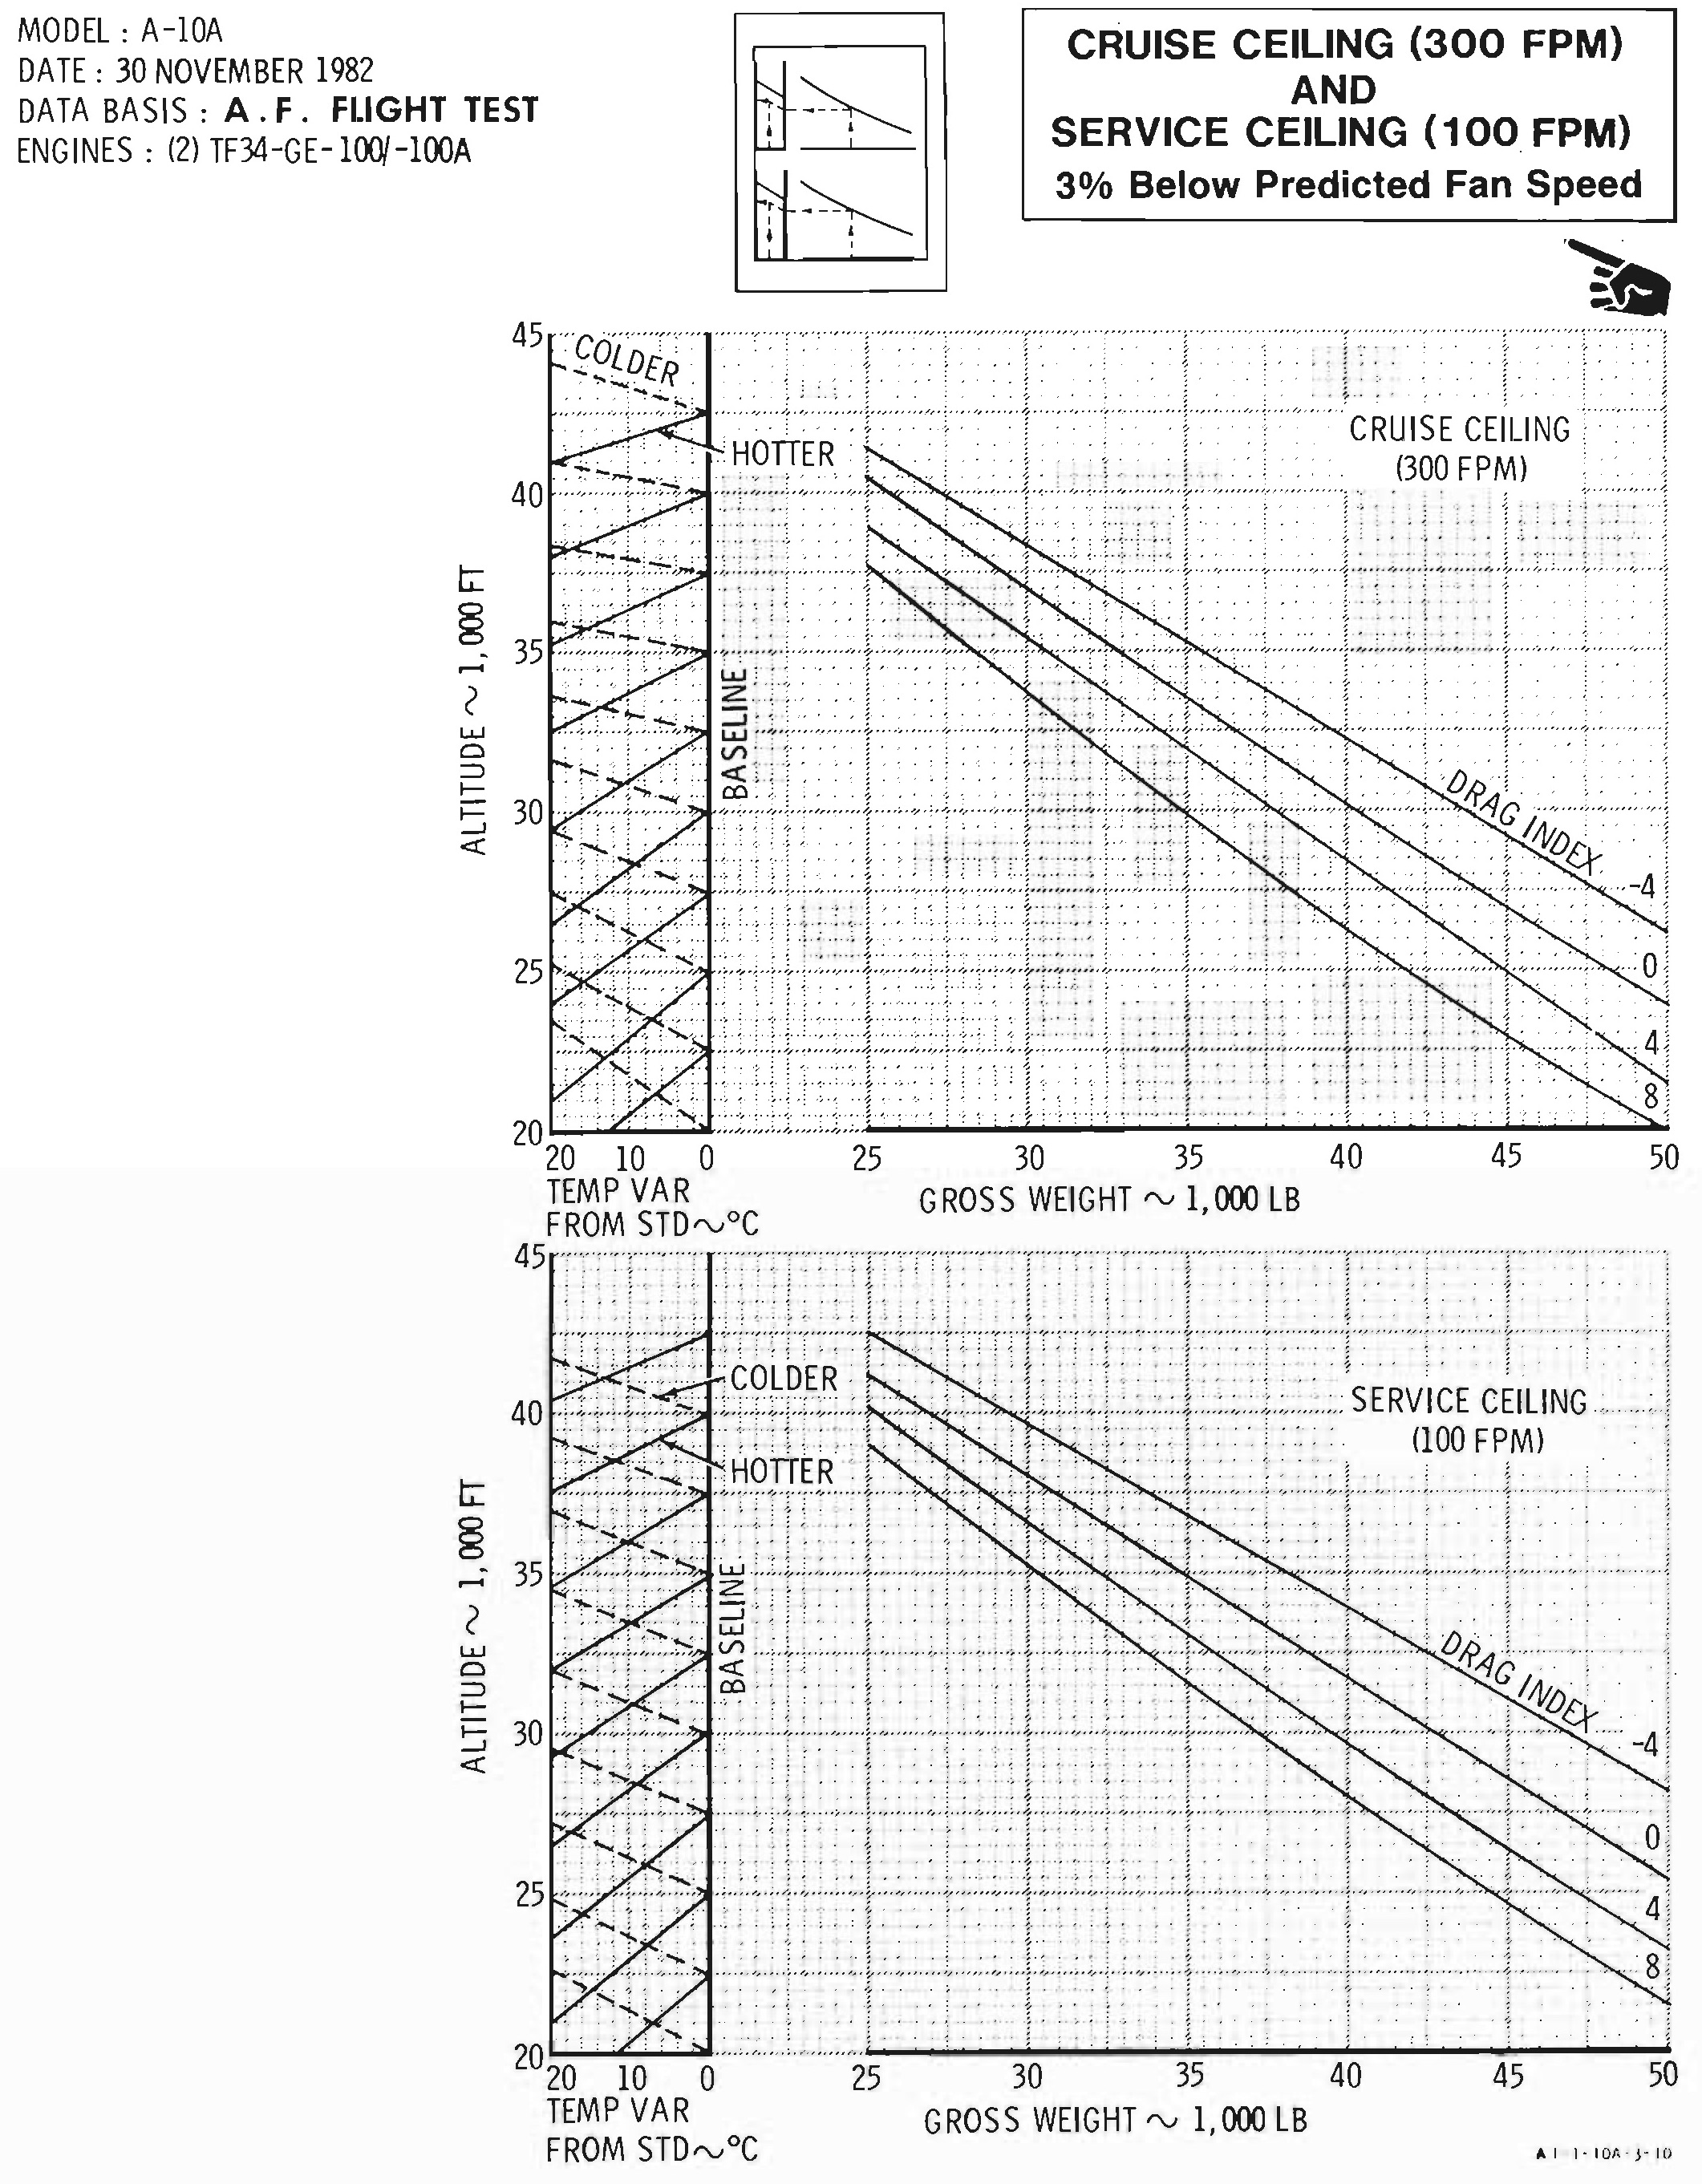 MODEL : A-10A
DATE : 30 NOVEMBER 1982
DATA BASIS : A.F. FLIGHT TEST
ENGINES : (2) TF34-GE-100/-100A
CRUISE CEILING (300 FPM)
AND
SERVICE CEILING (100 FPM)
3% Below Predicted Fan Speed
45
COLDER
HOTTER
CRUISE CEILING
(300 FPM)
40
ALTITUDE ~ 1,000 FT
35
BASELINE
30
DRAG INDEX
-4
25
0
4
8
20
20 10 0 25 30 35 40 45 50
TEMP VAR
FROM STD~°C
GROSS WEIGHT ~ 1,000 LB
45
COLDER
SERVICE CEILING
(100 FPM)
40
HOTTER
ALTITUDE ~ 1,000 FT
35
BASELINE
DRAG INDEX
30
-4
0
25
4
8
20
20 10 0 25 30 35 40 45 50
TEMP VAR
FROM STD~°C
GROSS WEIGHT ~ 1,000 LB